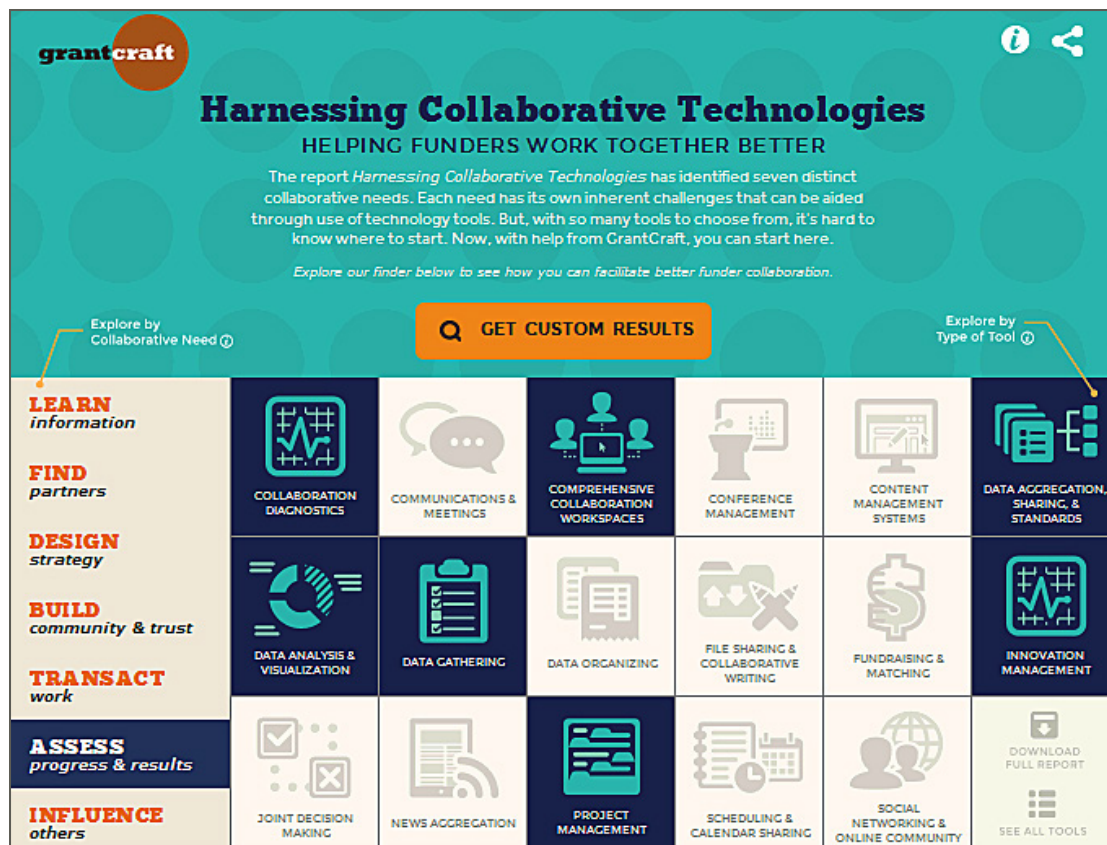 grantcraft
Harnessing Collaborative Technologies
HELPING FUNDERS WORK TOGETHER BETTER
The report Harnessing Collaborative Technologies has identified seven distinct
collaborative needs. Each need has its own inherent challenges that can be aided
through use of technology tools. But, with so many tools to choose from, it's hard to
know where to start. Now, with help from GrantCraft, you can start here.
Explore our finder below to see how you can facilitate better funder collaboration.
Explore by
Collaborative Need
GET CUSTOM RESULTS
Explore by
Type of Tool
LEARN
information
FIND
partners
DESIGN
strategy
BUILD
community & trust
TRANSACT
work
ASSESS
progress & results
INFLUENCE
others
COLLABORATION
DIAGNOSTICS
COMMUNICATIONS &
MEETINGS
COMPREHENSIVE
COLLABORATION
WORKSPACES
CONFERENCE
MANAGEMENT
CONTENT
MANAGEMENT
SYSTEMS
DATA AGGREGATION,
SHARING, &
STANDARDS
DATA ANALYSIS &
VISUALIZATION
DATA GATHERING
DATA ORGANIZING
FILE SHARING &
COLLABORATIVE
WRITING
FUNDRAISING &
MATCHING
INNOVATION
MANAGEMENT
JOINT DECISION
MAKING
NEWS AGGREGATION
PROJECT
MANAGEMENT
SCHEDULING &
CALENDAR SHARING
SOCIAL
NETWORKING &
ONLINE COMMUNITY
DOWNLOAD
FULL REPORT
SEE ALL TOOLS